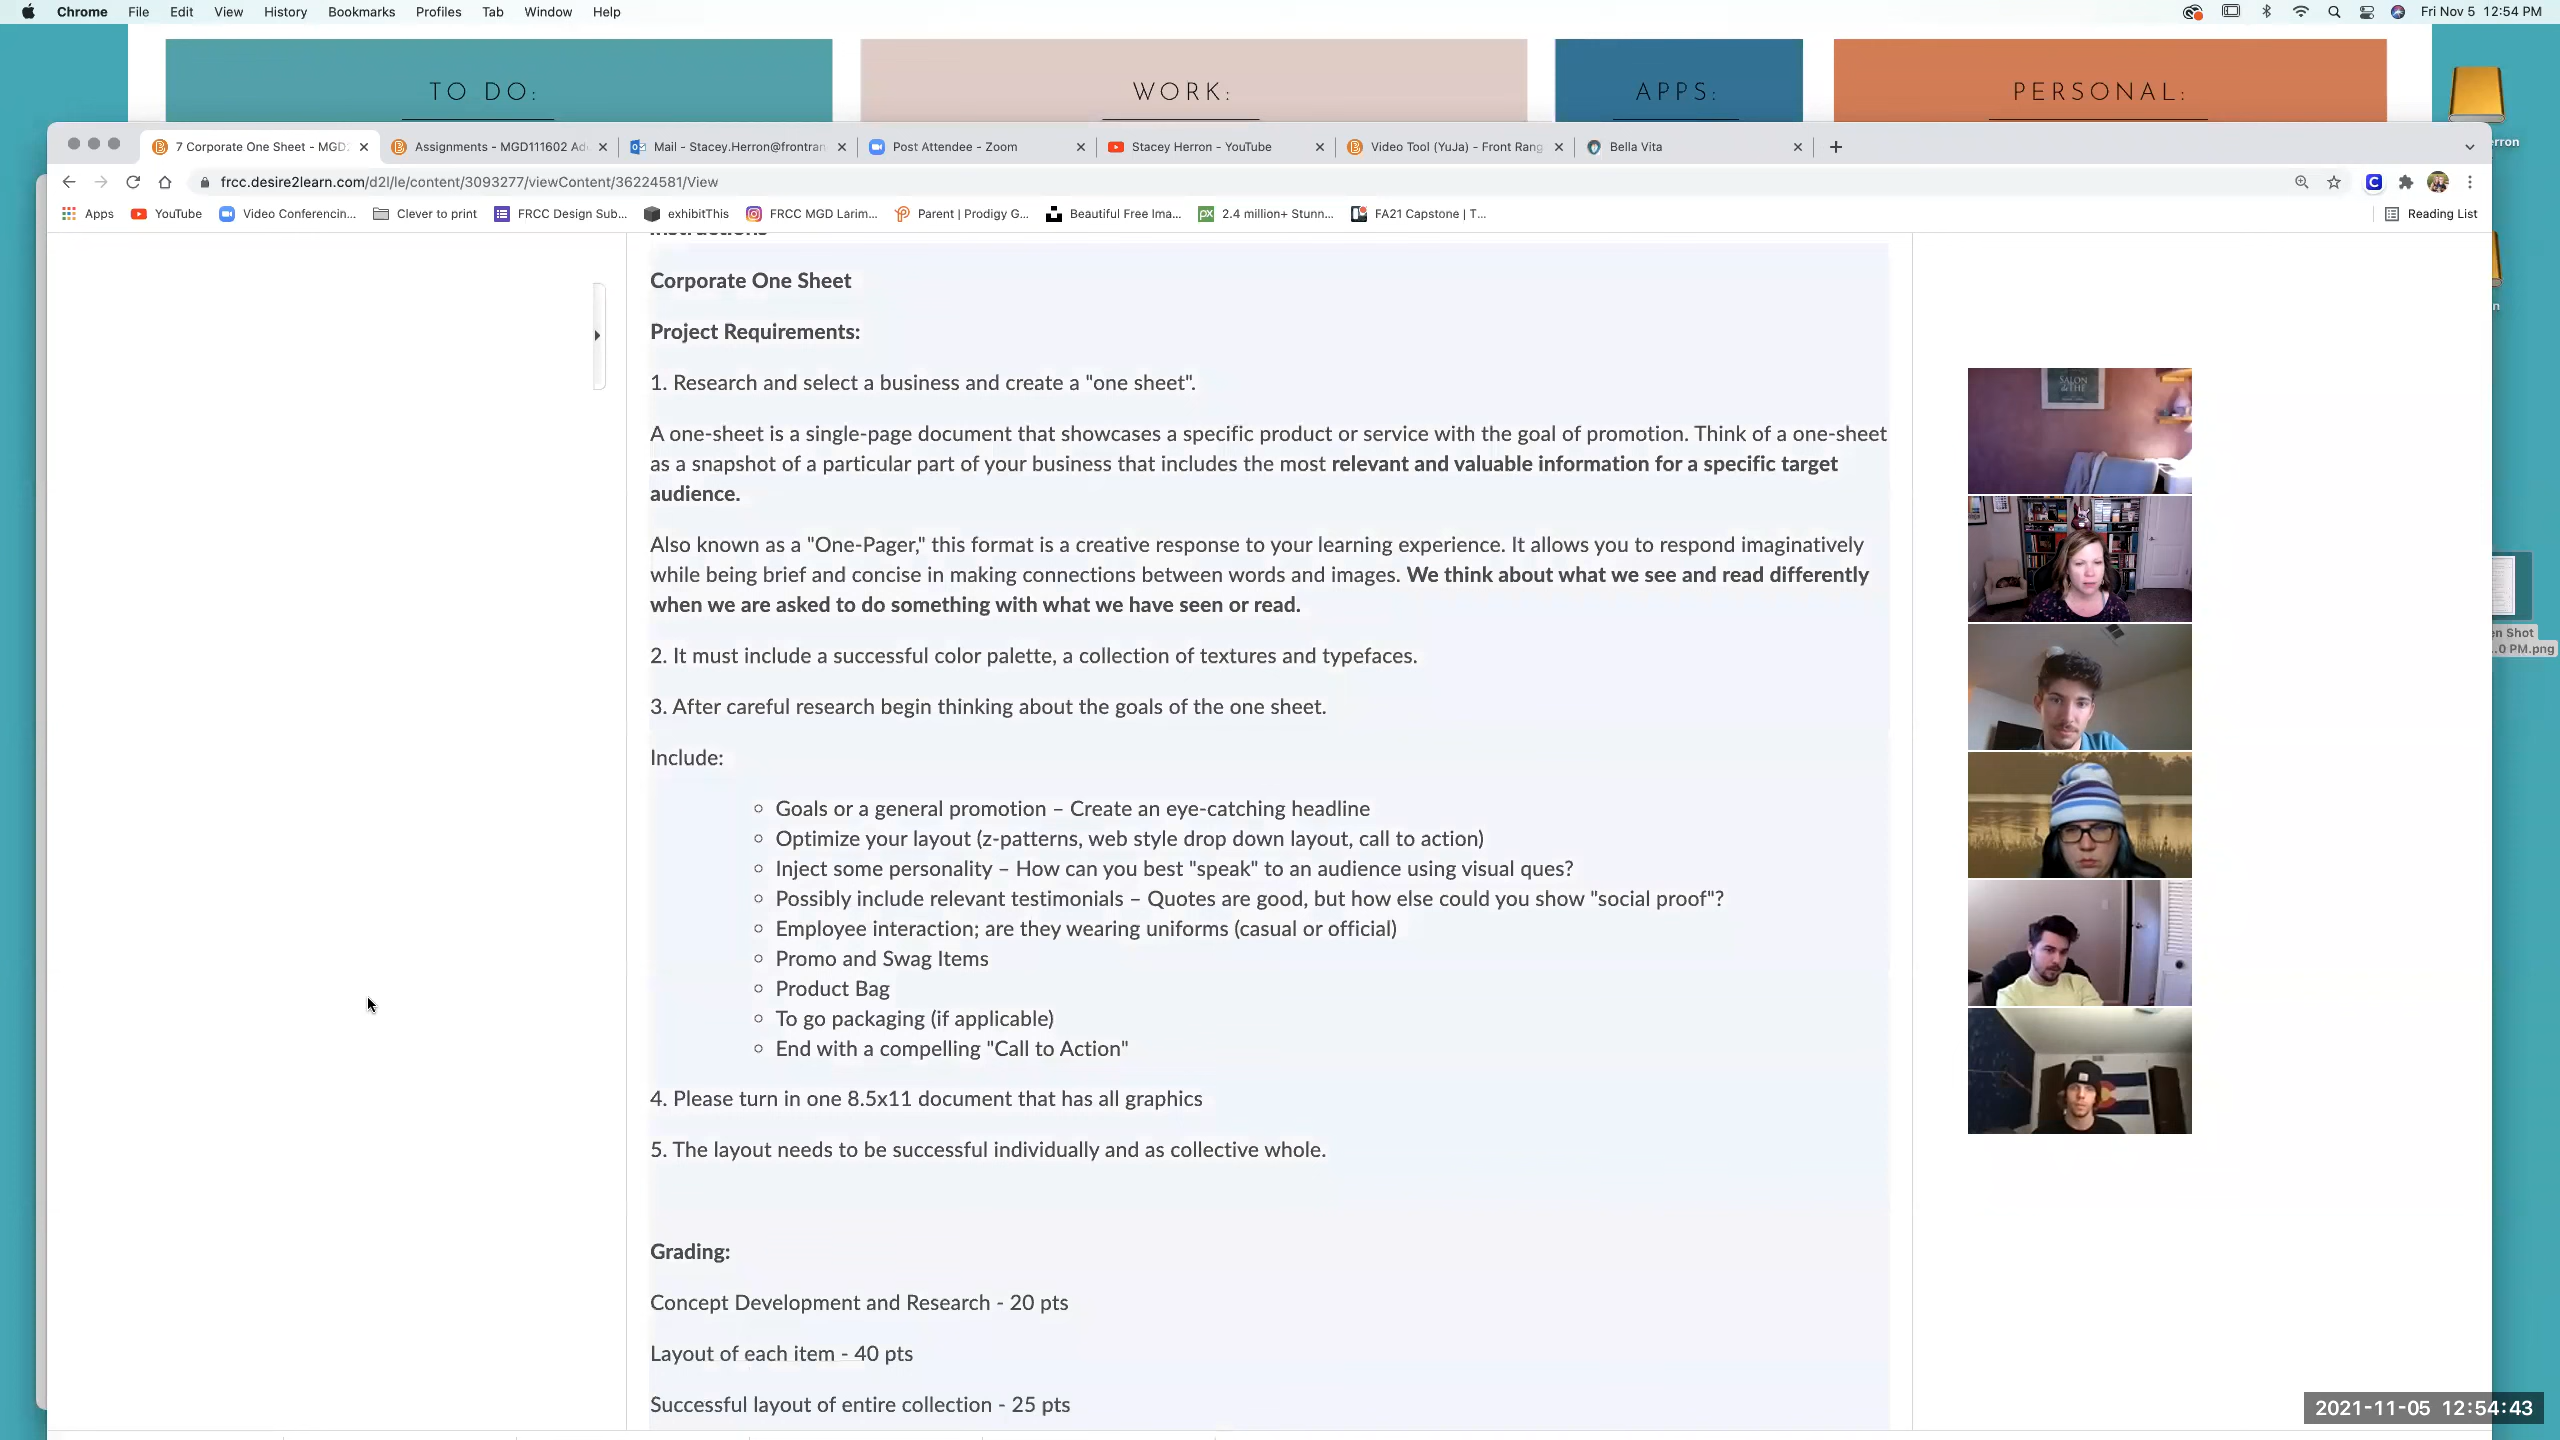 Chrome File Edit View History Bookmarks Profiles Tab Window Help Fri Nov 5 12:54 PM
TO DO: WORK: APPS: PERSONAL:
7 Corporate One Sheet - MGD Assignments - MGD111602 Ad Mail - Stacey.Herron@frontran Post Attendee - Zoom Stacey Herron - YouTube Video Tool (YuJa) - Front Rang Bella Vita
erron
frcc.desire2learn.com/d2l/le/content/3093277/viewContent/36224581/View
Apps YouTube Video Conferencin... Clever to print FRCC Design Sub... exhibitThis FRCC MGD Larim... Parent | Prodigy G... Beautiful Free Ima... 2.4 million+ Stunn... FA21 Capstone | T... Reading List
Instructions
Corporate One Sheet
Project Requirements:
1. Research and select a business and create a "one sheet".
A one-sheet is a single-page document that showcases a specific product or service with the goal of promotion. Think of a one-sheet
as a snapshot of a particular part of your business that includes the most relevant and valuable information for a specific target
audience.
Also known as a "One-Pager," this format is a creative response to your learning experience. It allows you to respond imaginatively
while being brief and concise in making connections between words and images. We think about what we see and read differently
when we are asked to do something with what we have seen or read.
2. It must include a successful color palette, a collection of textures and typefaces.
3. After careful research begin thinking about the goals of the one sheet.
Include:
Goals or a general promotion – Create an eye-catching headline
Optimize your layout (z-patterns, web style drop down layout, call to action)
Inject some personality – How can you best "speak" to an audience using visual ques?
Possibly include relevant testimonials – Quotes are good, but how else could you show "social proof"?
Employee interaction; are they wearing uniforms (casual or official)
Promo and Swag Items
Product Bag
To go packaging (if applicable)
End with a compelling "Call to Action"
4. Please turn in one 8.5x11 document that has all graphics
5. The layout needs to be successful individually and as collective whole.
Grading:
Concept Development and Research - 20 pts
Layout of each item - 40 pts
Successful layout of entire collection - 25 pts
SALON
n
en Shot
..0 PM.png
2021-11-05 12:54:43